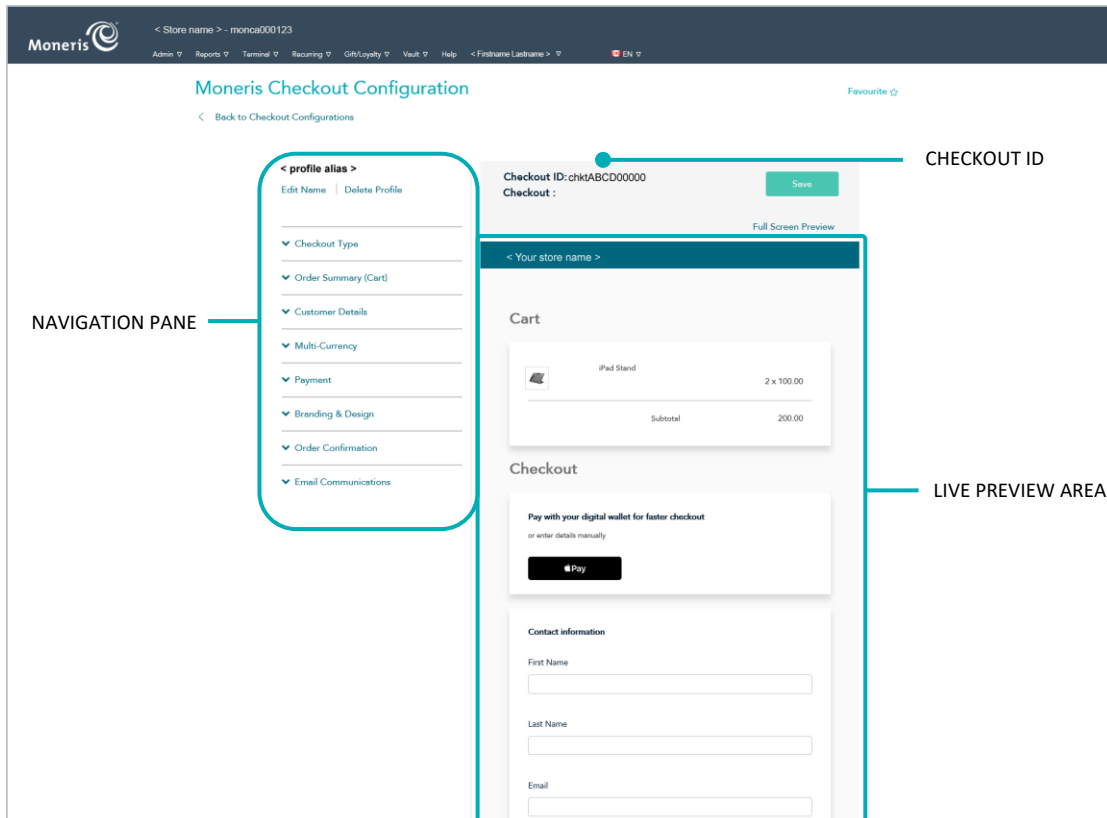 Moneris
< Store name > - monca000123
Admin Reports Terminal Recurring Gift/Loyalty Vault Help < Firstname Lastname > EN
Moneris Checkout Configuration
Favourite
Back to Checkout Configurations
CHECKOUT ID
< profile alias >
Edit Name | Delete Profile
Checkout ID: chktABCD00000
Checkout :
Save
Full Screen Preview
Checkout Type
Order Summary (Cart)
Customer Details
Multi-Currency
Payment
Branding & Design
Order Confirmation
Email Communications
NAVIGATION PANE
< Your store name >
Cart
iPad Stand
2 x 100.00
Subtotal 200.00
Checkout
LIVE PREVIEW AREA
Pay with your digital wallet for faster checkout
or enter details manually
Pay
Contact information
First Name
Last Name
Email